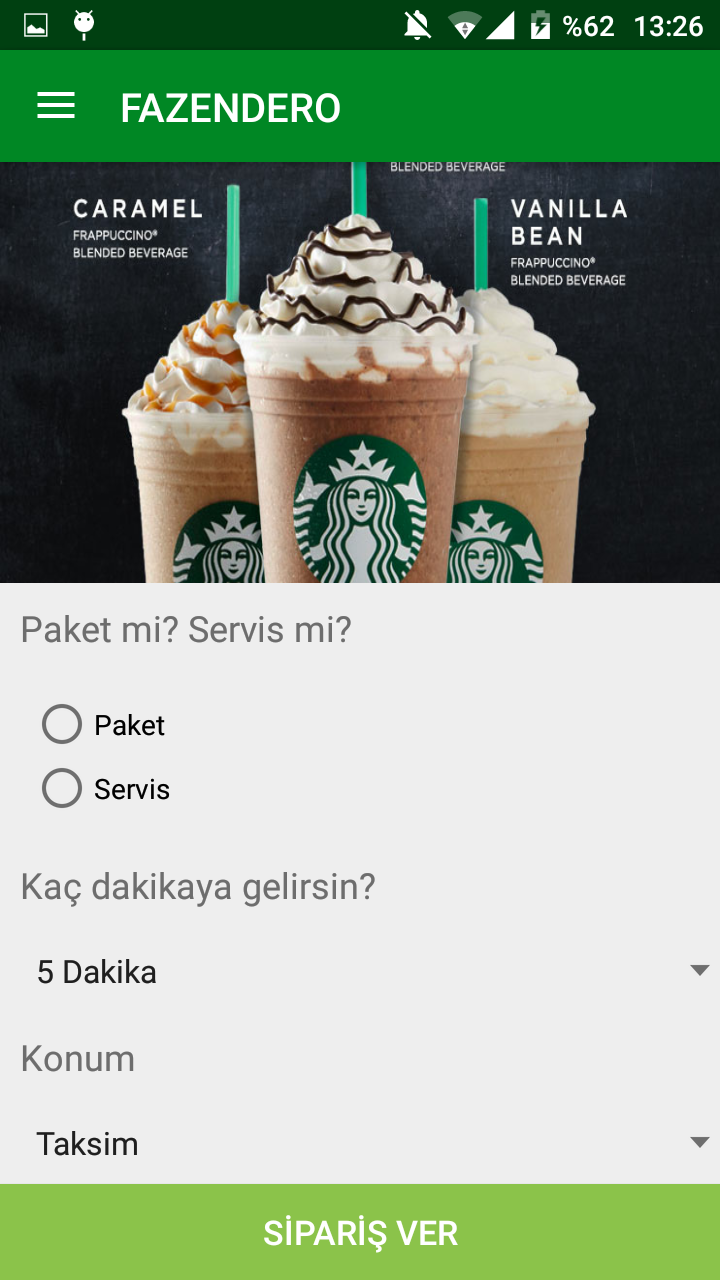 %62 13:26
FAZENDERO
BLENDED BEVERAGE
CARAMEL
FRAPPUCCINO®
BLENDED BEVERAGE
VANILLA
BEAN
FRAPPUCCINO®
BLENDED BEVERAGE
Paket mi? Servis mi?
Paket
Servis
Kaç dakikaya gelirsin?
5 Dakika
Konum
Taksim
SİPARİŞ VER